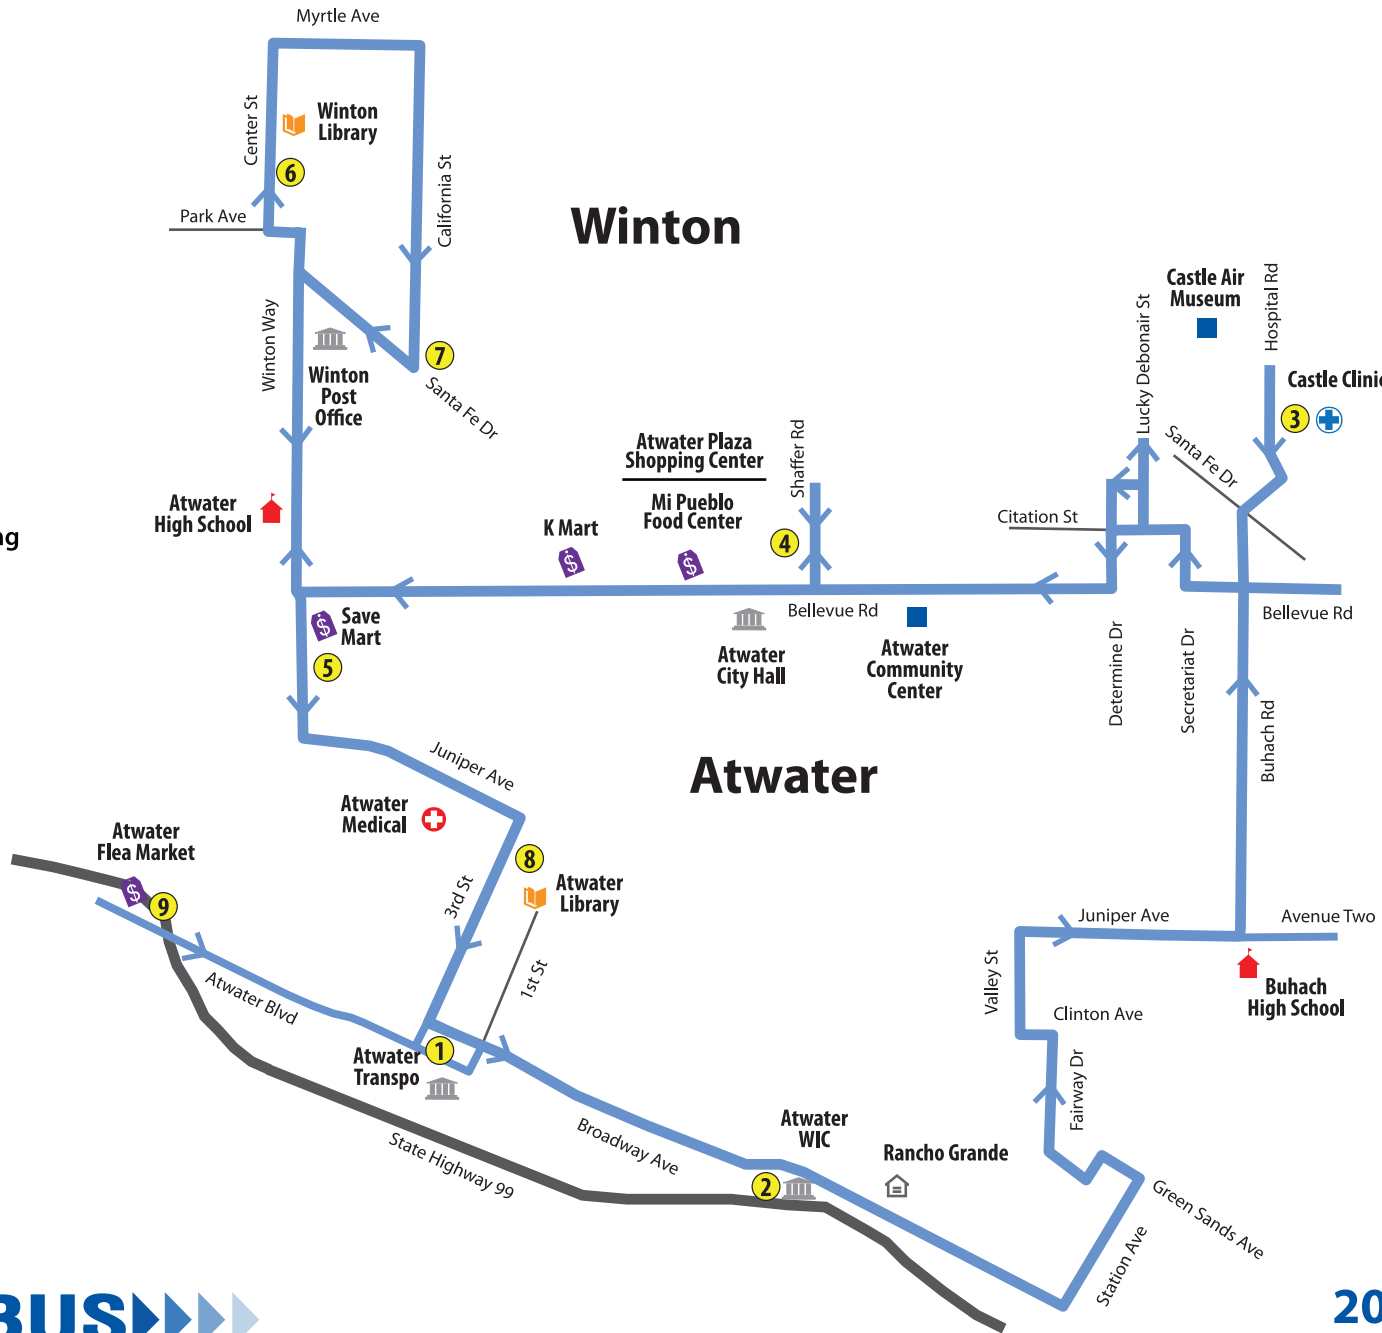 Myrtle Ave
Center St
Winton
Library
6
California St
Park Ave
Winton
Castle Air
Museum
Hospital Rd
Lucky Debonair St
Winton Way
7
Winton
Post
Office
Santa Fe Dr
Castle Clinic
3
Santa Fe Dr
Atwater Plaza
Shopping Center
Mi Pueblo
Food Center
Shaffer Rd
Atwater
High School
K Mart
4
Citation St
Bellevue Rd
Bellevue Rd
Save
Mart
5
Atwater
City Hall
Atwater
Community
Center
Determine Dr
Secretariat Dr
Buhach Rd
Juniper Ave
Atwater
Atwater
Medical
Atwater
Flea Market
8
9
3rd St
Atwater
Library
1st St
Juniper Ave
Avenue Two
Valley St
Buhach
High School
Atwater Blvd
Clinton Ave
1
Atwater
Transpo
Fairway Dr
Broadway Ave
Atwater
WIC
Rancho Grande
State Highway 99
2
Green Sands Ave
Station Ave
BUS
20